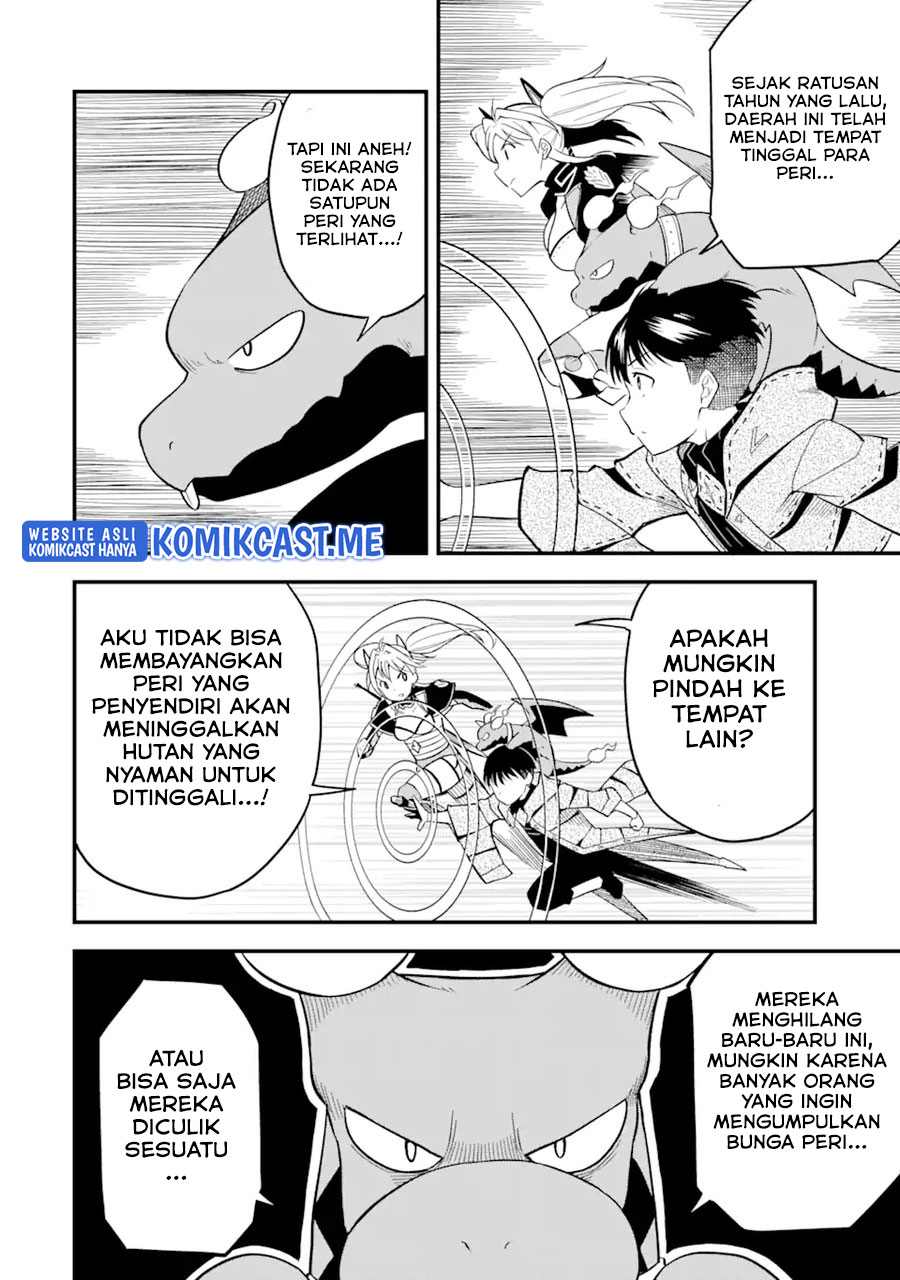 SEJAK RATUSAN
TAHUN YANG LALU,
DAERAH INI TELAH
MENJADI TEMPAT
TINGGAL PARA
PERI...
TAPI INI ANEH!
SEKARANG
TIDAK ADA
SATUPUN
PERI YANG
TERLIHAT...!
WEBSITE ASLI
KOMIKCAST HANYA
KOMIKCAST.ME
APAKAH
MUNGKIN
PINDAH KE
TEMPAT
LAIN?
AKU TIDAK BISA
MEMBAYANGKAN
PERI YANG
PENYENDIRI AKAN
MENINGGALKAN
HUTAN YANG
NYAMAN UNTUK
DITINGGALI...!
MEREKA
MENGHILANG
BARU-BARU INI,
MUNGKIN KARENA
BANYAK ORANG
YANG INGIN
MENGUMPULKAN
BUNGA PERI...
ATAU
BISA SAJA
MEREKA
DICULIK
SESUATU
...